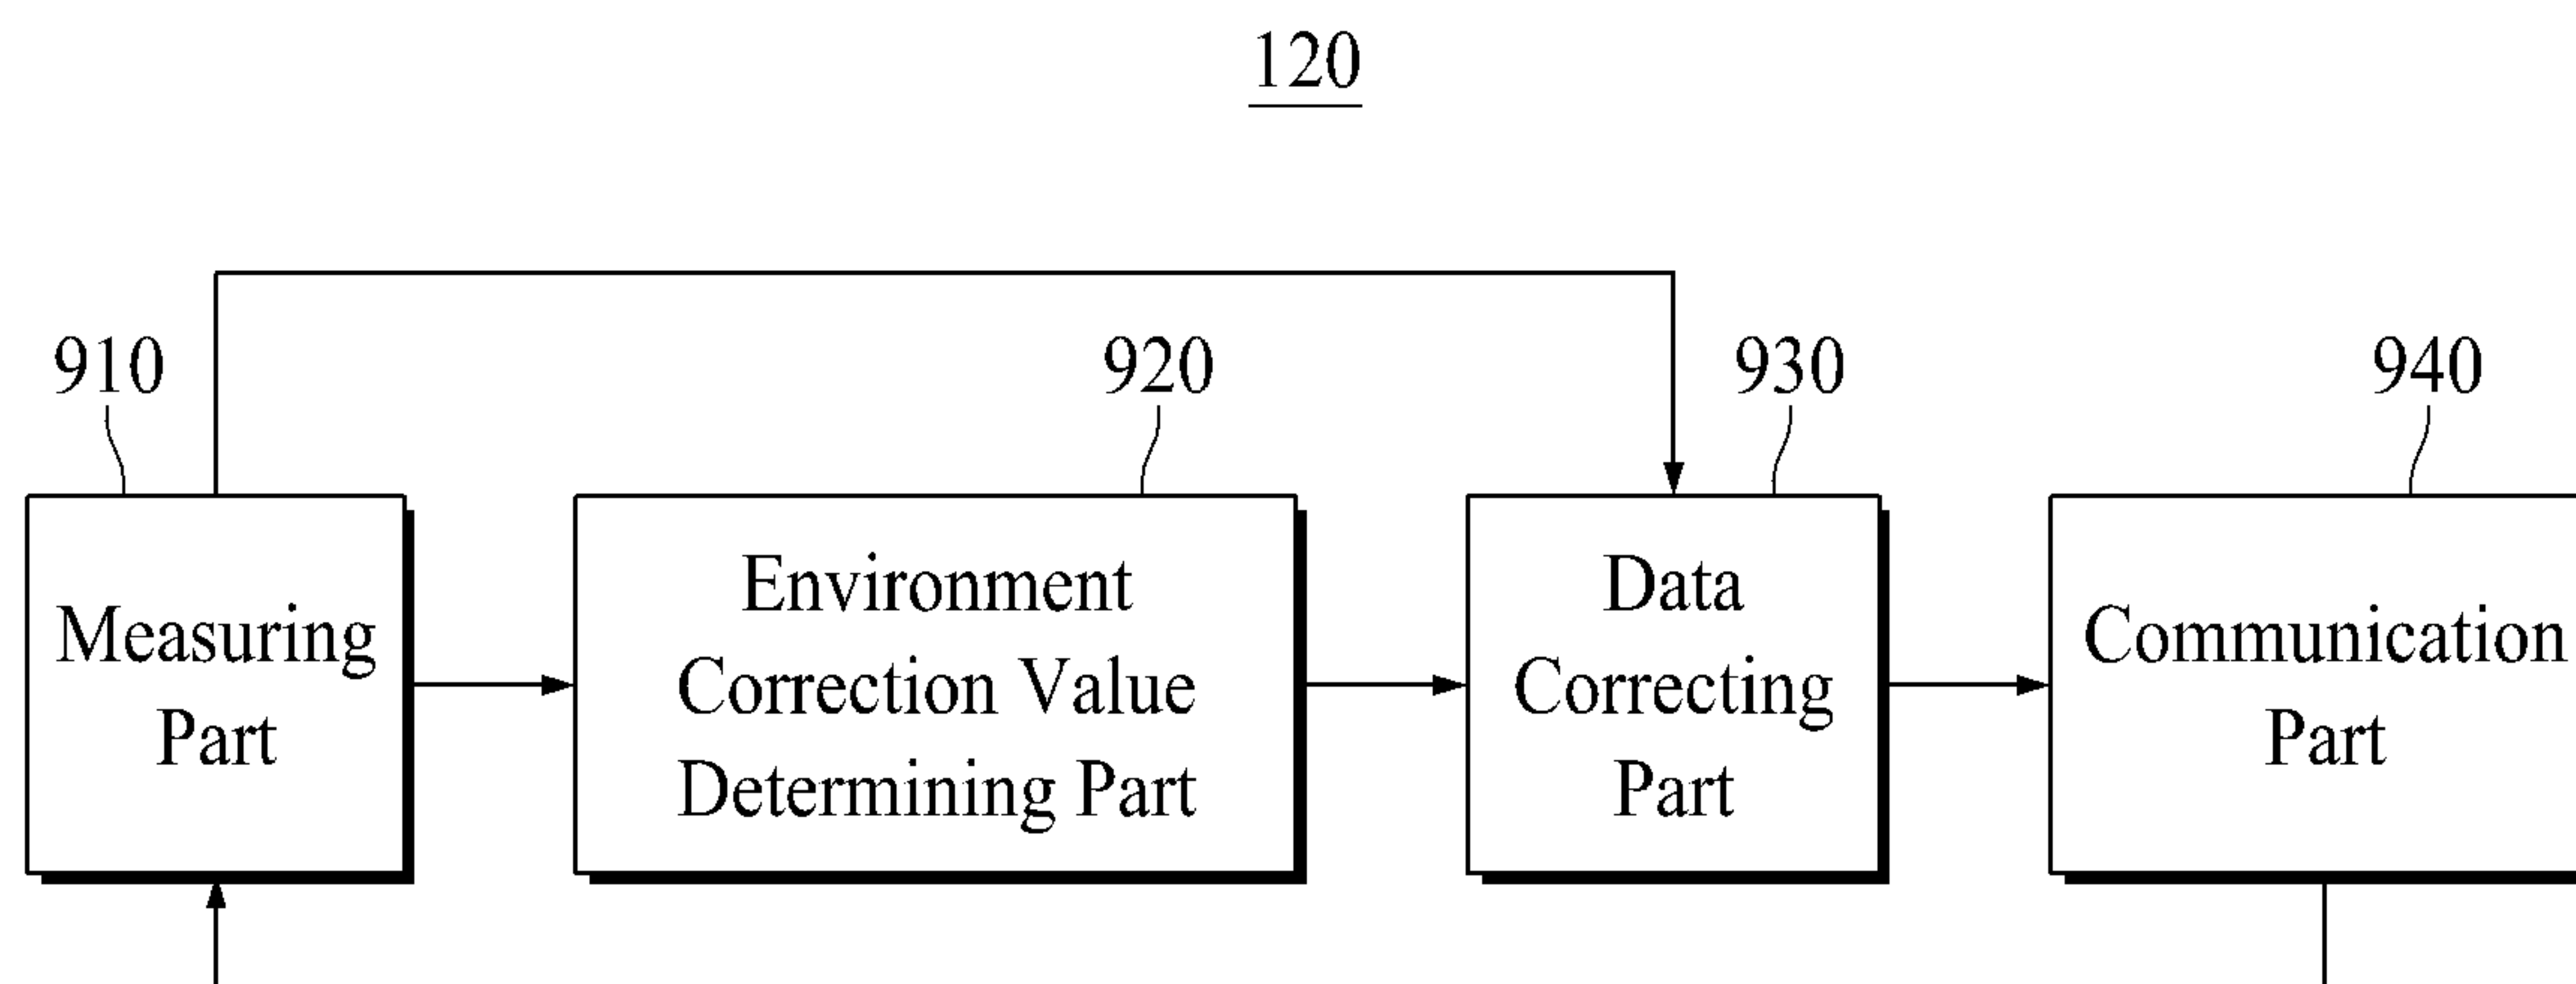 120
910
920
930
940
Measuring
Part
Environment
Correction Value
Determining Part
Data
Correcting
Part
Communication
Part